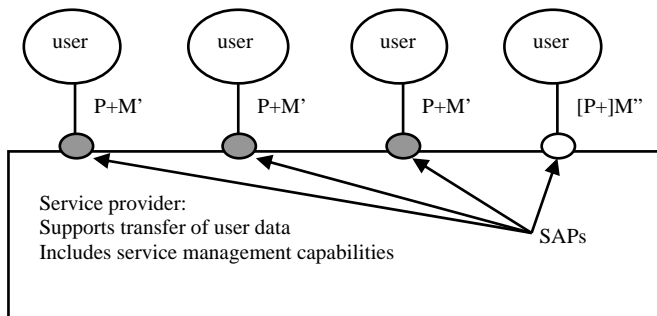 user user user user
P+M’ P+M’ P+M’ [P+]M”
Service provider:
Supports transfer of user data
SAPs
Includes service management capabilities